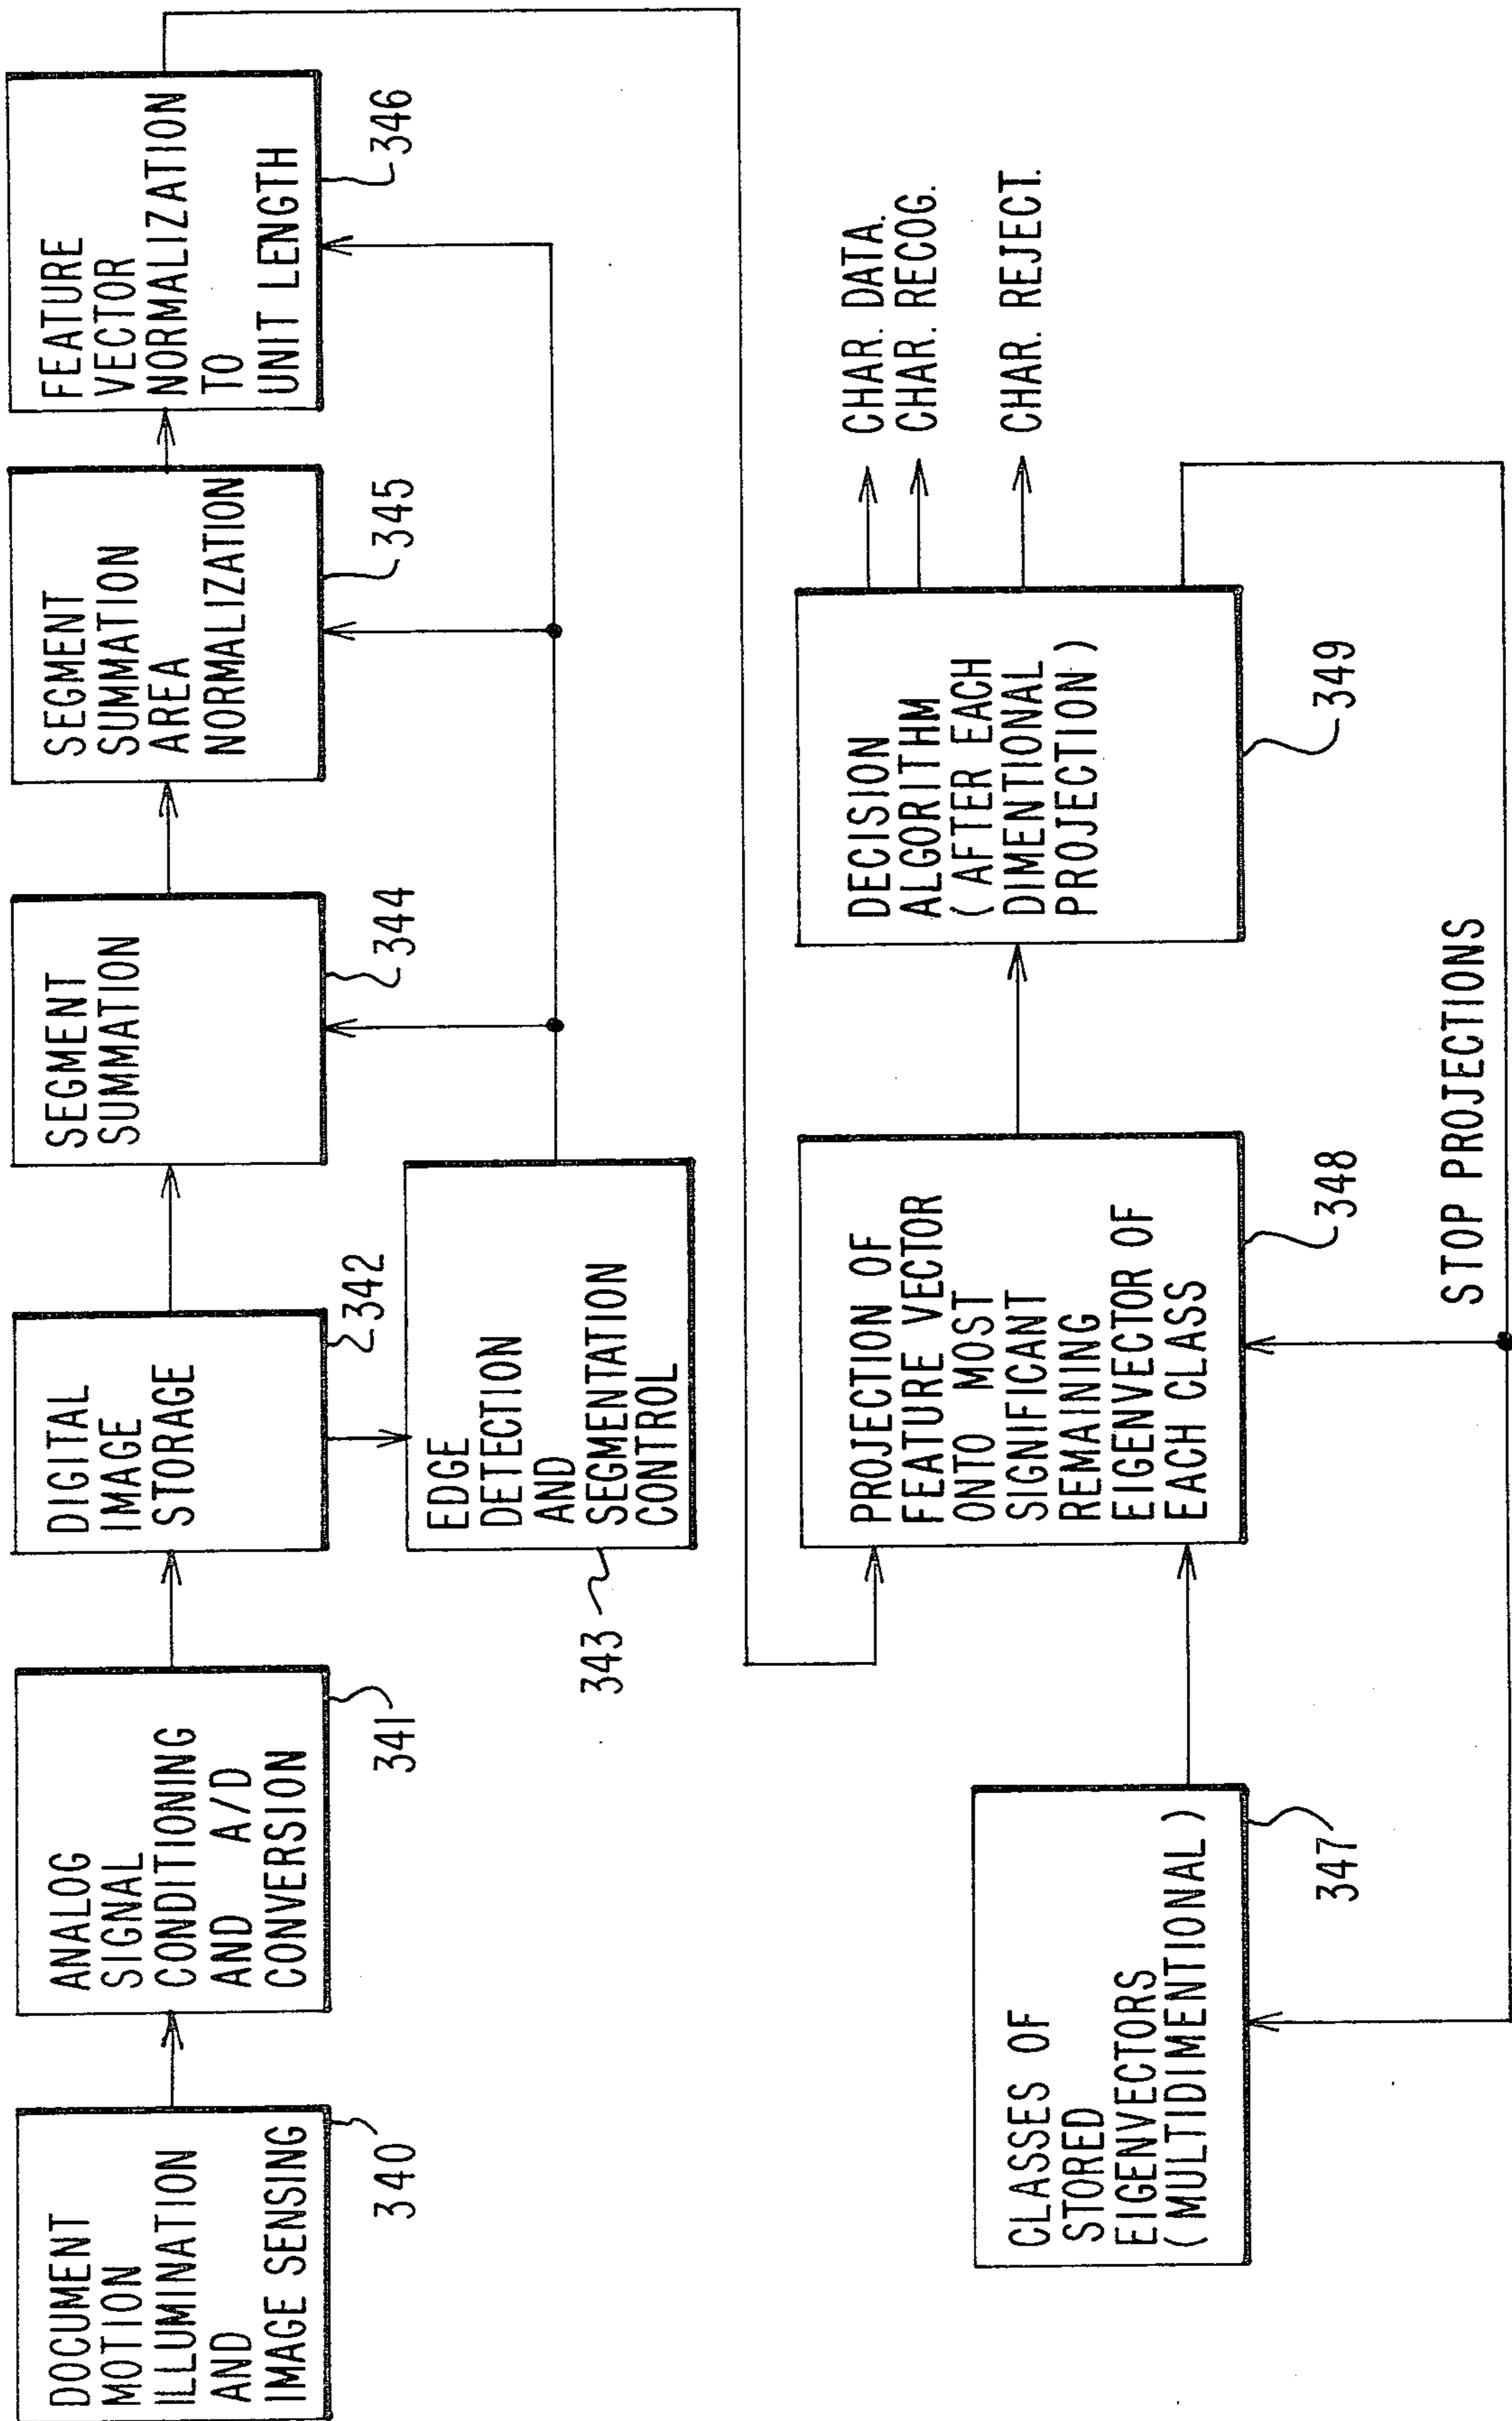 DOCUMENT
MOTION
ILLUMINATION
AND
IMAGE SENSING
340
ANALOG
SIGNAL
CONDITIONING
AND A/D
CONVERSION
341
DIGITAL
IMAGE
STORAGE
342
EDGE
DETECTION
AND
SEGMENTATION
CONTROL
343
SEGMENT
SUMMATION
344
SEGMENT
SUMMATION
AREA
NORMALIZATION
345
FEATURE
VECTOR
NORMALIZATION
TO
UNIT LENGTH
346
CLASSES OF
STORED
EIGENVECTORS
(MULTIDIMENTIONAL)
347
PROJECTION OF
FEATURE VECTOR
ONTO MOST
SIGNIFICANT
REMAINING
EIGENVECTOR OF
EACH CLASS
348
DECISION
ALGORITHM
(AFTER EACH
DIMENTIONAL
PROJECTION)
349
CHAR. DATA.
CHAR. RECOG.
CHAR. REJECT.
STOP PROJECTIONS